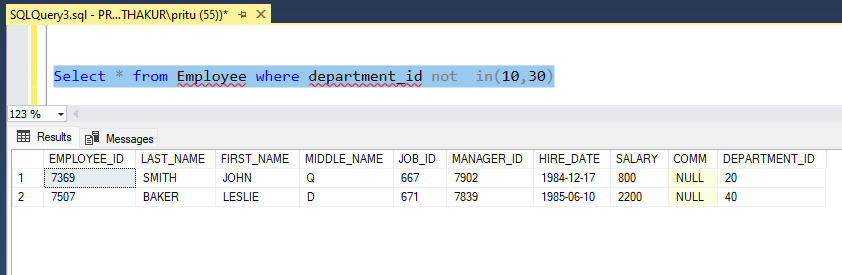 SQLQuery3.sql - PR...THAKUR\pritu (55))*
Select * from Employee where department_id not  in(10,30)
123 %
Results Messages
EMPLOYEE_ID LAST_NAME FIRST_NAME MIDDLE_NAME JOB_ID MANAGER_ID HIRE_DATE SALARY COMM DEPARTMENT_ID
1 7369 SMITH JOHN Q 667 7902 1984-12-17 800 NULL 20
2 7507 BAKER LESLIE D 671 7839 1985-06-10 2200 NULL 40